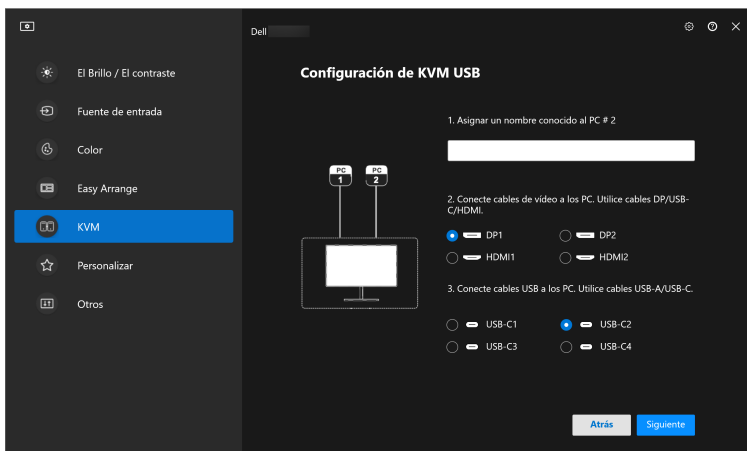 Dell
El Brillo / El contraste
Fuente de entrada
Color
Easy Arrange
KVM
Personalizar
Otros
Configuración de KVM USB
PC
1
PC
2
1. Asignar un nombre conocido al PC # 2
2. Conecte cables de vídeo a los PC. Utilice cables DP/USB-
C/HDMI.
DP1
DP2
HDMI1
HDMI2
3. Conecte cables USB a los PC. Utilice cables USB-A/USB-C.
USB-C1
USB-C2
USB-C3
USB-C4
Atrás
Siguiente